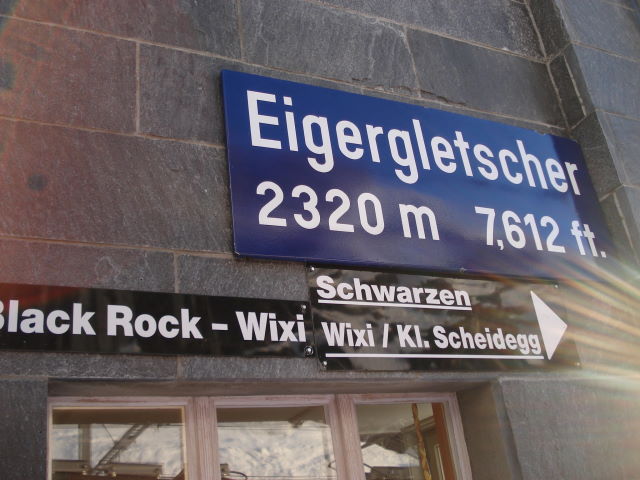 Eigergletscher
2320 m 7,612 ft.
Black Rock - Wixi
Schwarzen
Wixi / Kl. Scheidegg